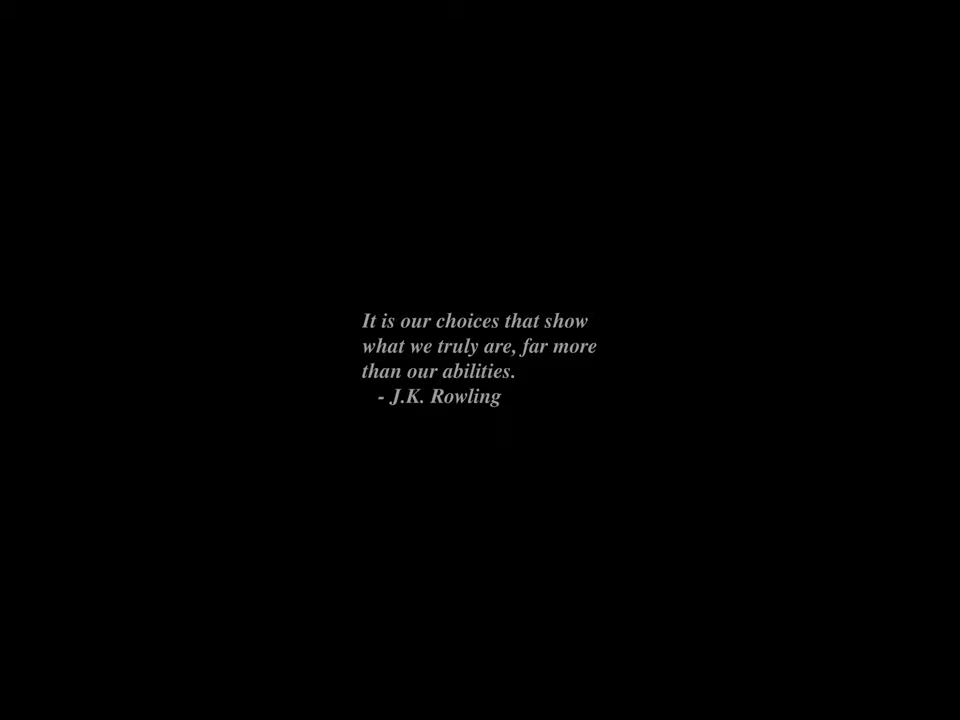 It is our choices that show
what we truly are, far more
than our abilities.
- J.K. Rowling